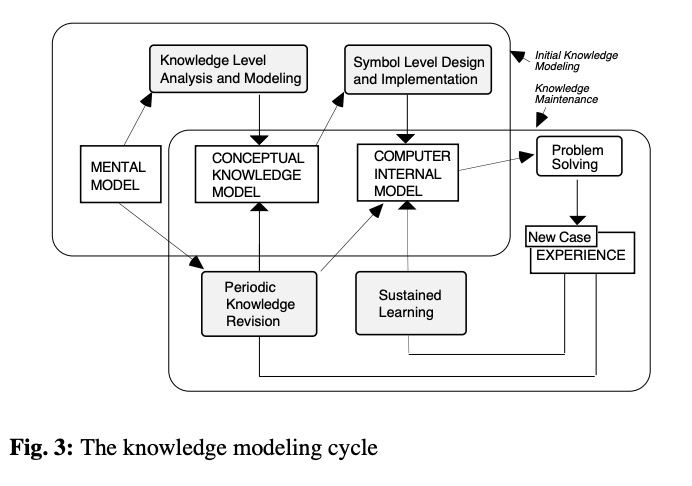 Knowledge Level
Analysis and Modeling
Symbol Level Design
and Implementation
Initial Knowledge
Modeling
Knowledge
Maintenance
MENTAL
MODEL
CONCEPTUAL
KNOWLEDGE
MODEL
COMPUTER
INTERNAL
MODEL
Problem
Solving
New Case
EXPERIENCE
Periodic
Knowledge
Revision
Sustained
Learning
Fig. 3: The knowledge modeling cycle